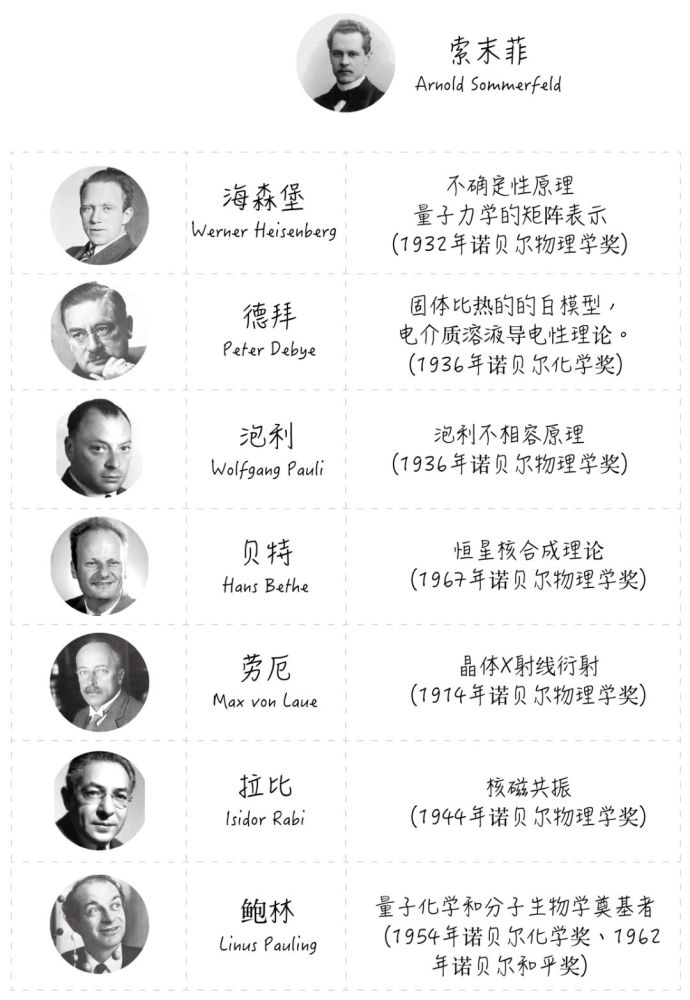 索末菲
Arnold Sommerfeld
海森堡
Werner Heisenberg
不确定性原理
量子力学的矩阵表示
(1932年诺贝尔物理学奖)
德拜
Peter Debye
固体比热的的白模型，
电介质溶液导电性理论。
(1936年诺贝尔化学奖)
泡利
Wolfgang Pauli
泡利不相容原理
(1936年诺贝尔物理学奖)
贝特
Hans Bethe
恒星核合成理论
(1967年诺贝尔物理学奖)
劳厄
Max von Laue
晶体X射线衍射
(1914年诺贝尔物理学奖)
拉比
Isidor Rabi
核磁共振
(1944年诺贝尔物理学奖)
鲍林
Linus Pauling
量子化学和分子生物学奠基者
(1954年诺贝尔化学奖、1962
年诺贝尔和平奖)